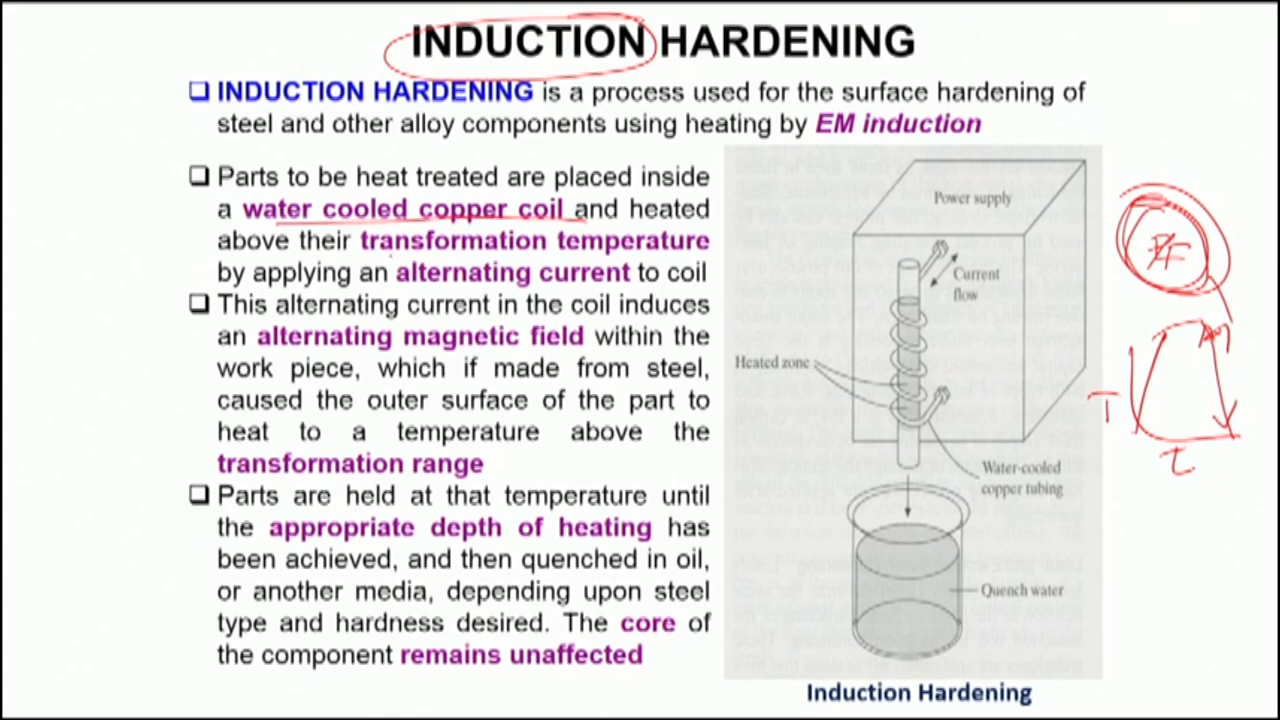 INDUCTION HARDENING
❑ INDUCTION HARDENING is a process used for the surface hardening of
steel and other alloy components using heating by EM induction
❑ Parts to be heat treated are placed inside
a water cooled copper coil and heated
above their transformation temperature
by applying an alternating current to coil
❑ This alternating current in the coil induces
an alternating magnetic field within the
work piece, which if made from steel,
caused the outer surface of the part to
heat to a temperature above the
transformation range
❑ Parts are held at that temperature until
the appropriate depth of heating has
been achieved, and then quenched in oil,
or another media, depending upon steel
type and hardness desired. The core of
the component remains unaffected
Power supply
Current
flow
Heated zone
Water-cooled
copper tubing
Quench water
Induction Hardening
T
t